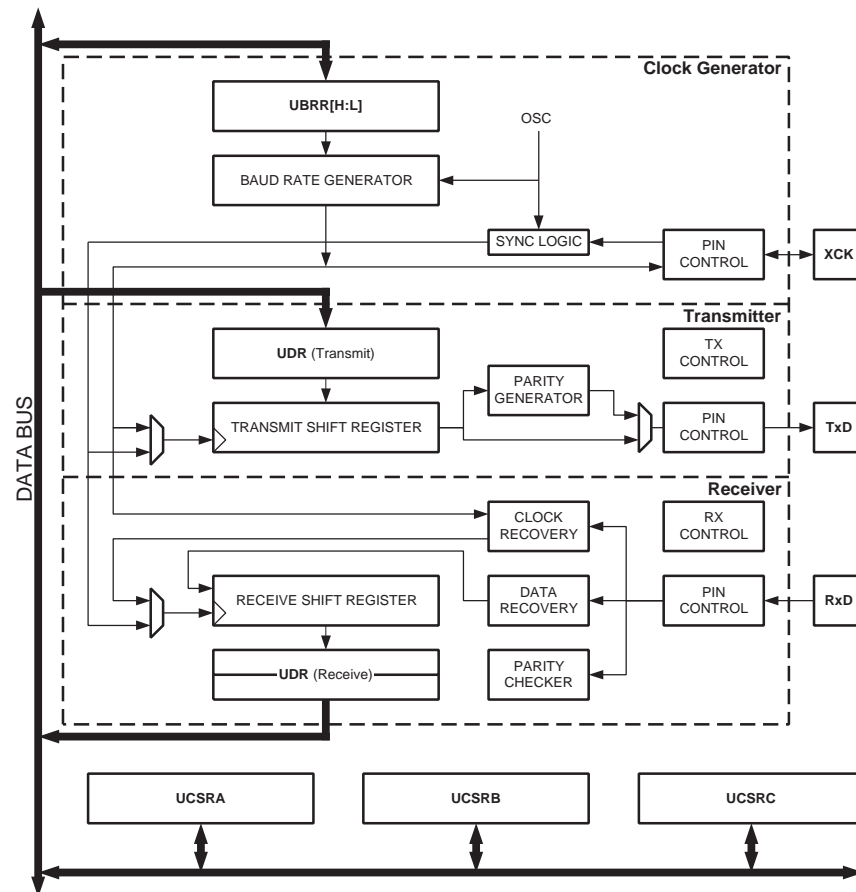 Clock Generator
UBRR[H:L]
OSC
BAUD RATE GENERATOR
SYNC LOGIC
PIN
CONTROL
XCK
Transmitter
UDR (Transmit)
TX
CONTROL
PARITY
GENERATOR
TRANSMIT SHIFT REGISTER
PIN
CONTROL
TxD
DATA BUS
Receiver
CLOCK
RECOVERY
RX
CONTROL
RECEIVE SHIFT REGISTER
DATA
RECOVERY
PIN
CONTROL
RxD
UDR (Receive)
PARITY
CHECKER
UCSRA
UCSRB
UCSRC